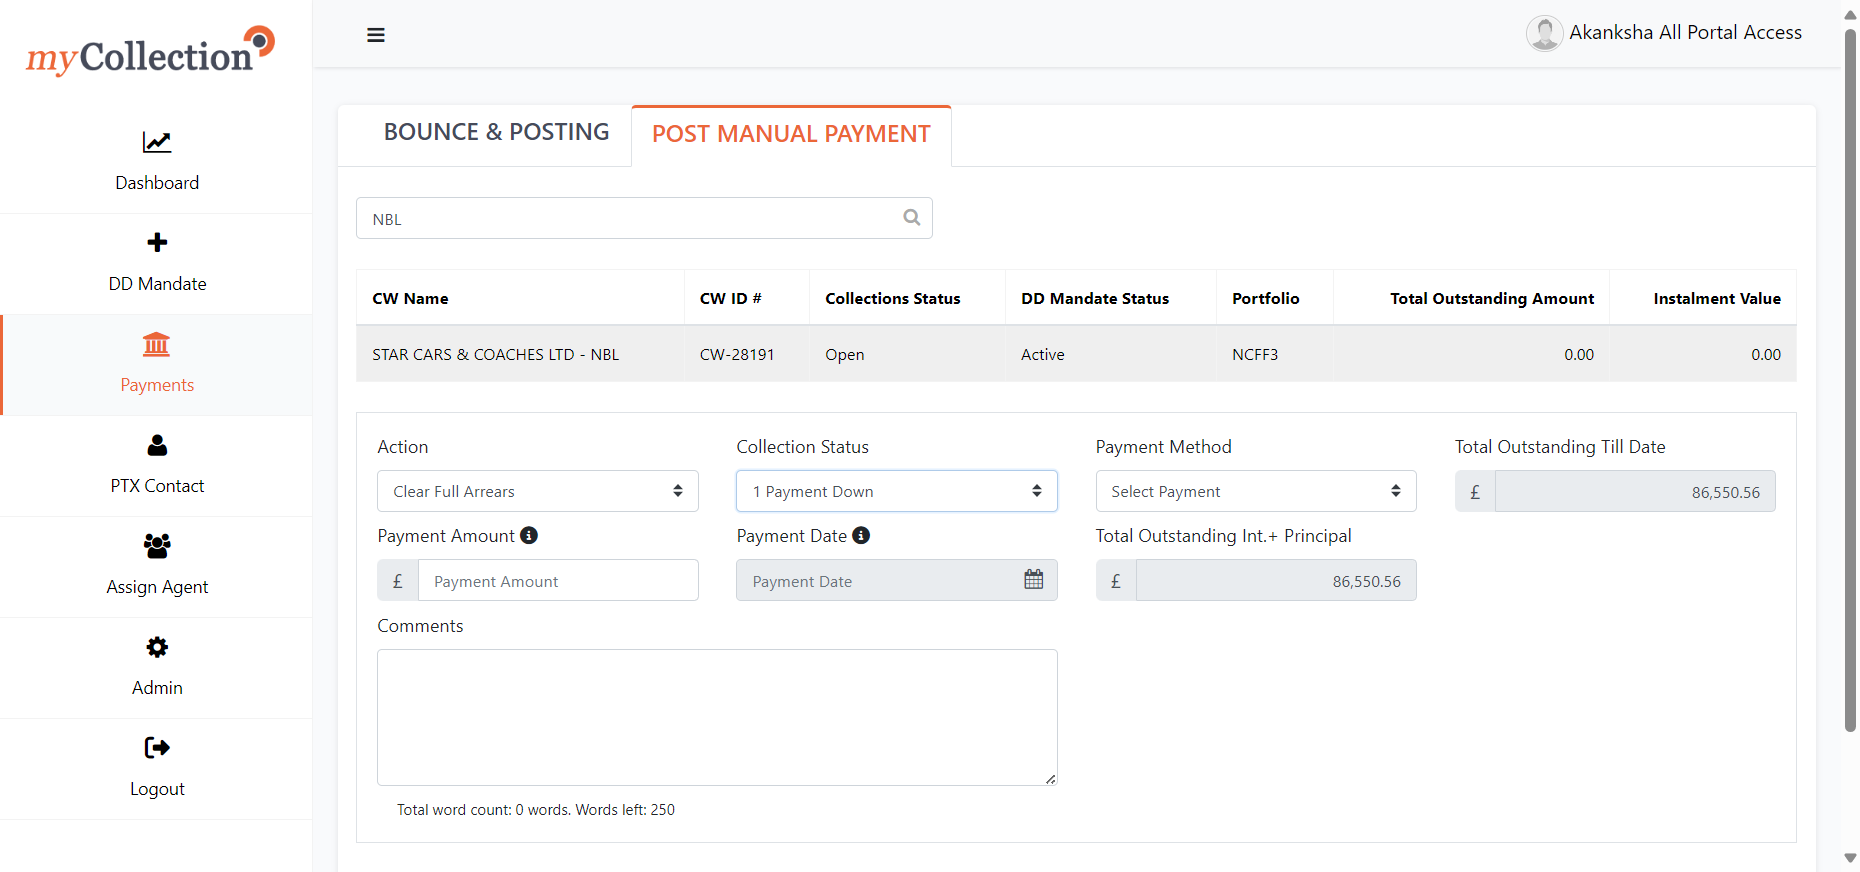 myCollection
Akanksha All Portal Access
Dashboard
DD Mandate
Payments
PTX Contact
Assign Agent
Admin
Logout
BOUNCE & POSTING
POST MANUAL PAYMENT
NBL
CW Name CW ID # Collections Status DD Mandate Status Portfolio Total Outstanding Amount Instalment Value
STAR CARS & COACHES LTD - NBL CW-28191 Open Active NCFF3 0.00 0.00
Action Collection Status Payment Method Total Outstanding Till Date
Clear Full Arrears 1 Payment Down Select Payment £ 86,550.56
Payment Amount Payment Date Total Outstanding Int.+ Principal
£ Payment Amount Payment Date £ 86,550.56
Comments
Total word count: 0 words. Words left: 250